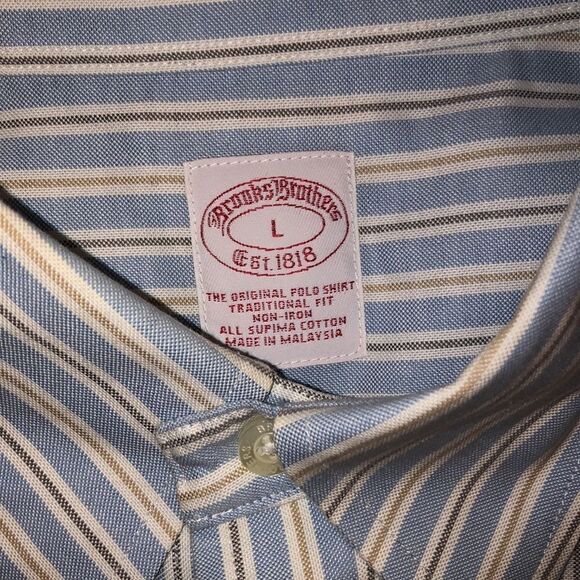 Brooks Brothers
L
Est. 1818
THE ORIGINAL POLO SHIRT
TRADITIONAL FIT
NON-IRON
ALL SUPIMA COTTON
MADE IN MALAYSIA